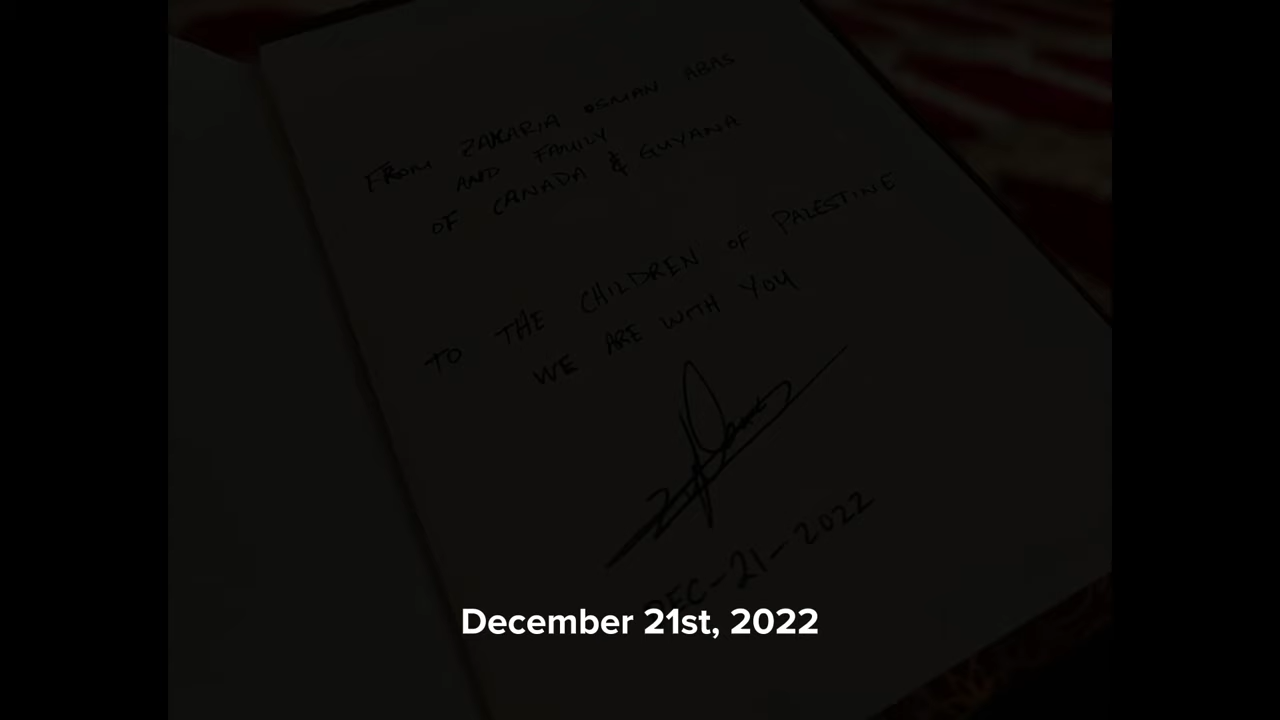 FROM ZAKARIA OSMAN ABAS
AND FAMILY
OF CANADA & GUYANA
TO THE CHILDREN OF PALESTINE
WE ARE WITH YOU
DEC-21-2022
December 21st, 2022